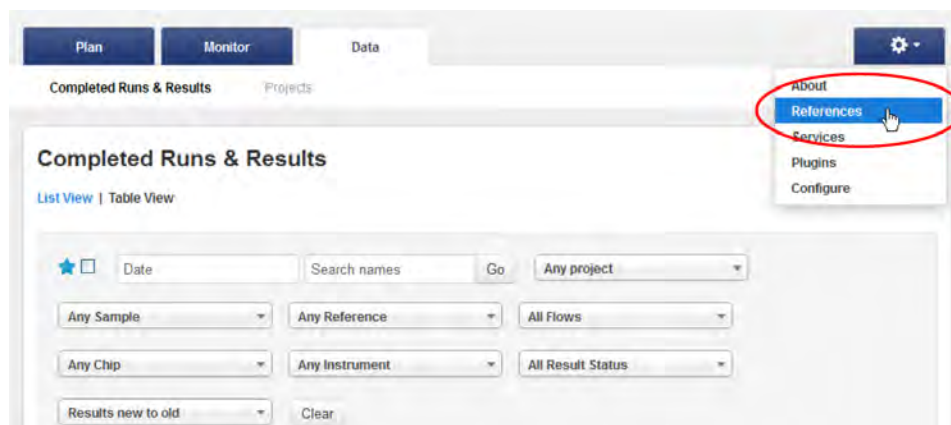 Plan Monitor Data
Completed Runs & Results Projects
About
References
Services
Plugins
Configure
Completed Runs & Results
List View | Table View
Date Search names Go Any project
Any Sample Any Reference All Flows
Any Chip Any Instrument All Result Status
Results new to old Clear